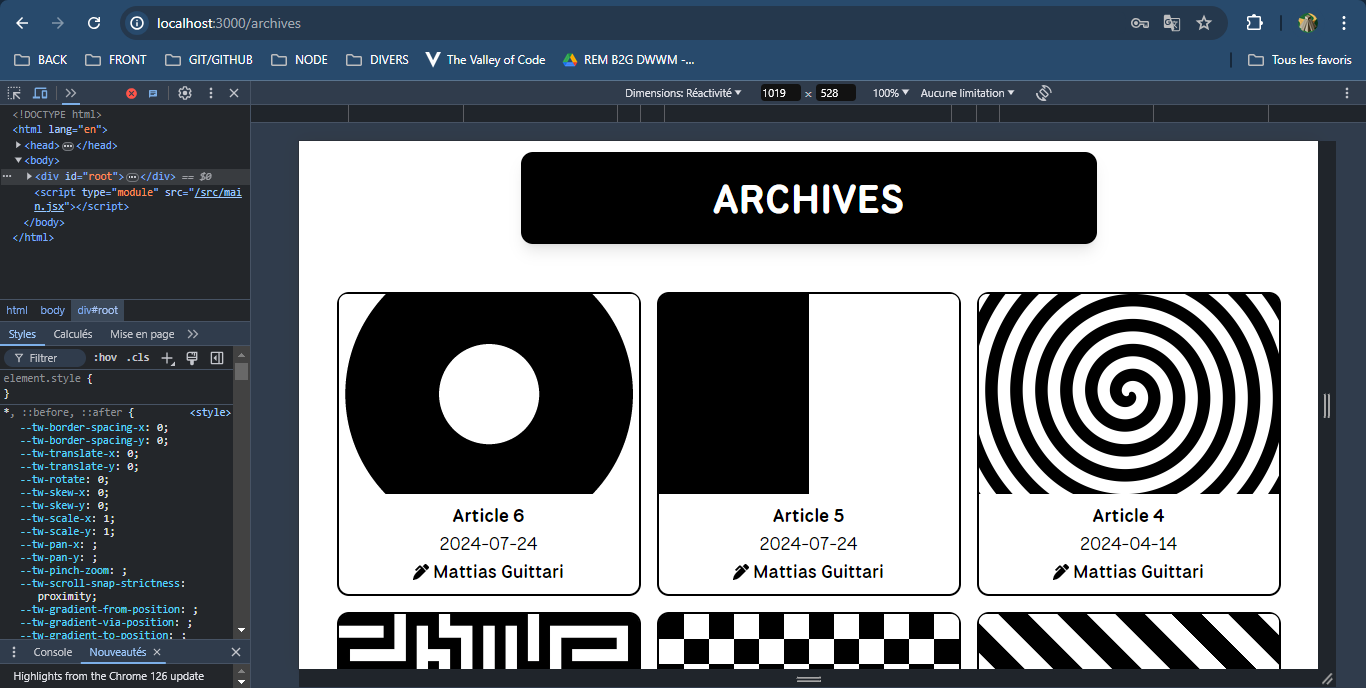 localhost:3000/archives
BACK FRONT GIT/GITHUB NODE DIVERS The Valley of Code REM B2G DWWM -... Tous les favoris
Dimensions: Réactivité 1019 × 528 100% Aucune limitation
<!DOCTYPE html>
<html lang="en">
<head> </head>
<body>
<div id="root"> </div> == $0
<script type="module" src="/src/mai
n.jsx"></script>
</body>
</html>
html body div#root
Styles Calculés Mise en page
Filtrer :hov .cls
element.style {
}
*, ::before, ::after { <style>
--tw-border-spacing-x: 0;
--tw-border-spacing-y: 0;
--tw-translate-x: 0;
--tw-translate-y: 0;
--tw-rotate: 0;
--tw-skew-x: 0;
--tw-skew-y: 0;
--tw-scale-x: 1;
--tw-scale-y: 1;
--tw-pan-x: ;
--tw-pan-y: ;
--tw-pinch-zoom: ;
--tw-scroll-snap-strictness:
proximity;
--tw-gradient-from-position: ;
--tw-gradient-via-position: ;
--tw-gradient-to-position: ;
Console Nouveautés
Highlights from the Chrome 126 update
ARCHIVES
Article 6
2024-07-24
Mattias Guittari
Article 5
2024-07-24
Mattias Guittari
Article 4
2024-04-14
Mattias Guittari